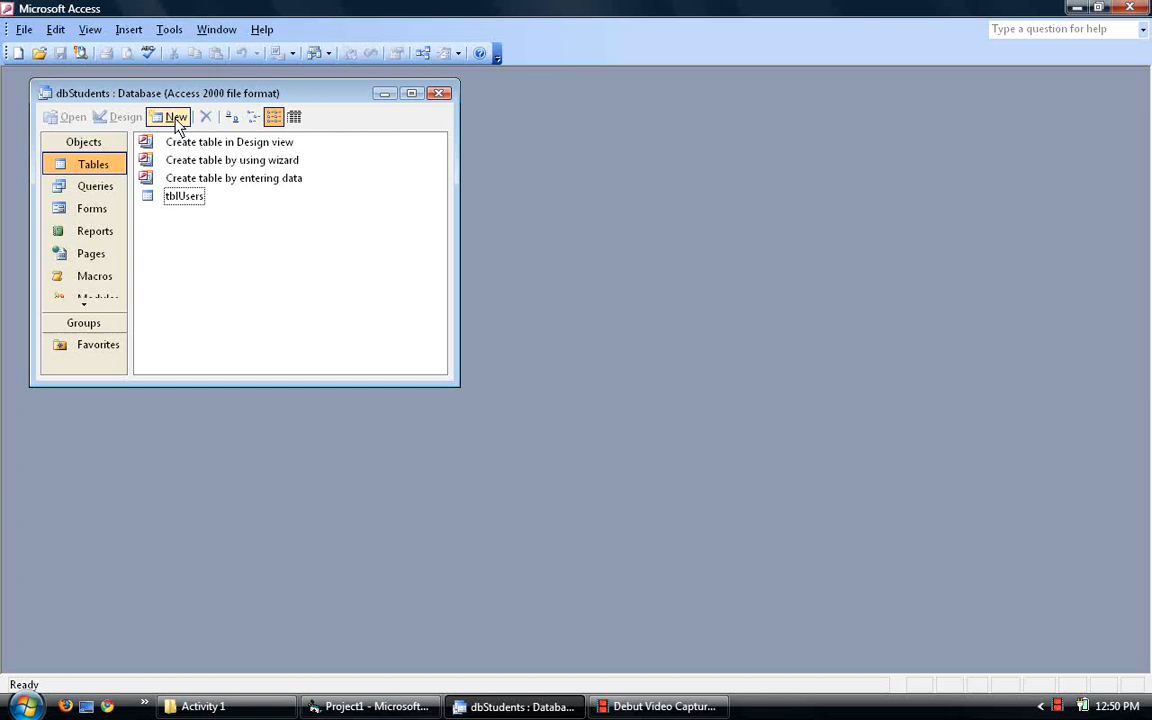 Microsoft Access
File Edit View Insert Tools Window Help
Type a question for help
dbStudents : Database (Access 2000 file format)
Open Design New
Objects
Tables
Queries
Forms
Reports
Pages
Macros
Modules
Groups
Favorites
Create table in Design view
Create table by using wizard
Create table by entering data
tblUsers
Ready
Activity 1
Project1 - Microsoft...
dbStudents : Databa...
Debut Video Captur...
12:50 PM